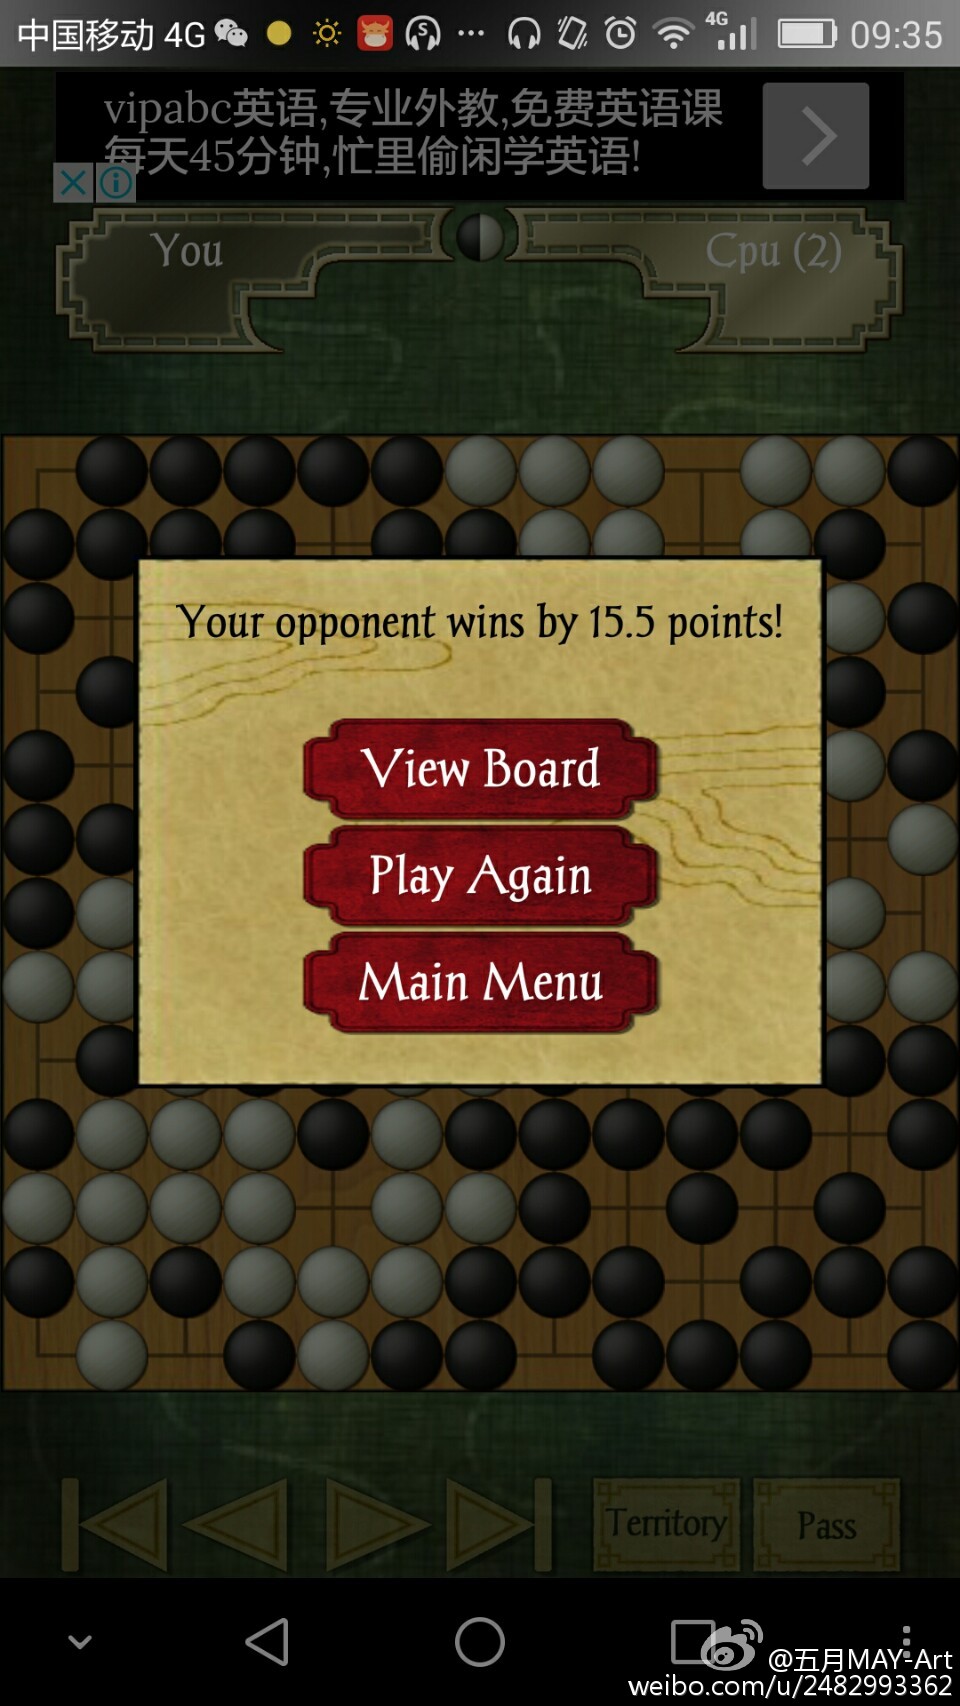 中国移动 4G
4G
09:35
vipabc英语,专业外教,免费英语课
每天45分钟,忙里偷闲学英语!
You
Cpu (2)
Your opponent wins by 15.5 points!
View Board
Play Again
Main Menu
Territory
Pass
@五月MAY-Art
weibo.com/u/2482993362